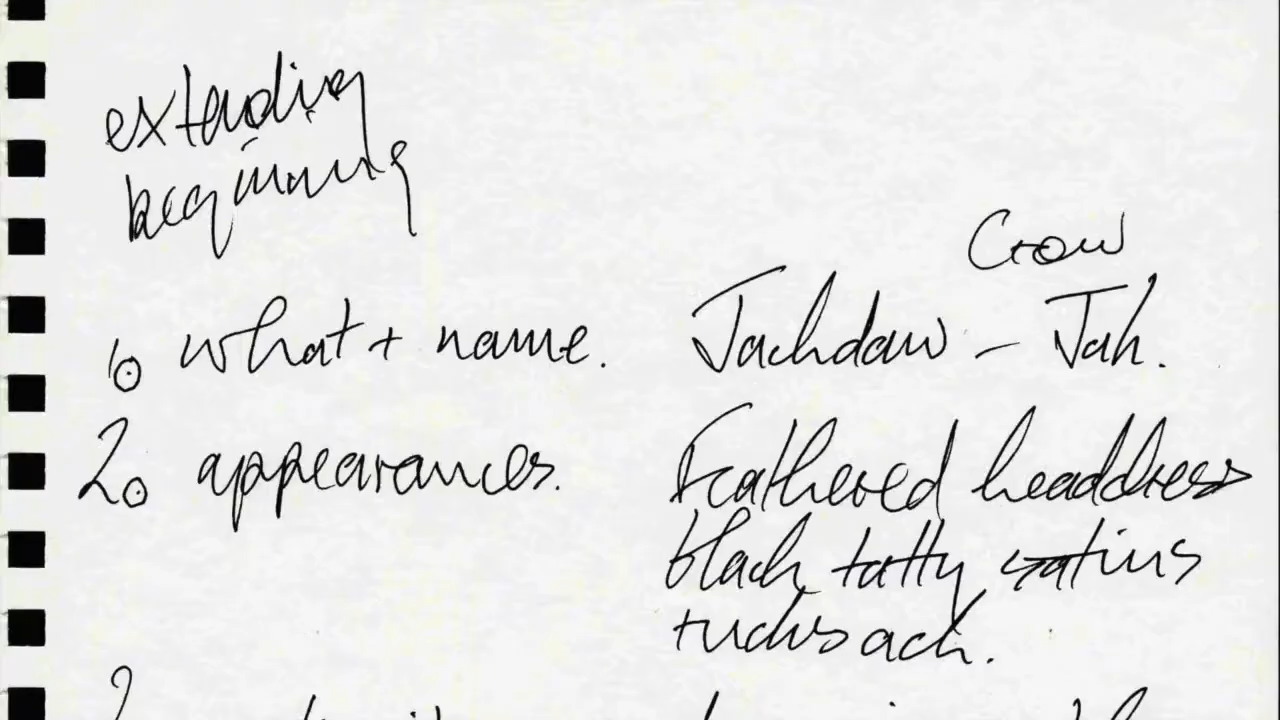 extending
beginning
Crow
1. what + name. Jackdaw - Jak.
2. appearances. Feathered headdress
black, tatty satins
rucksack.